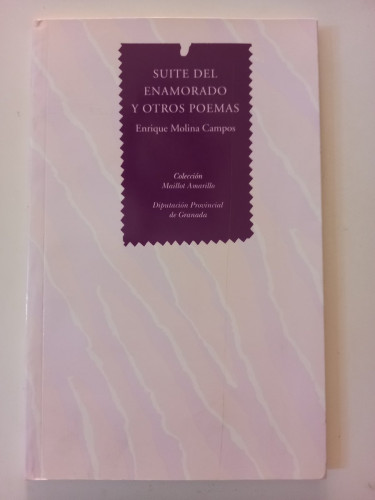 SUITE DEL
ENAMORADO
Y OTROS POEMAS
Enrique Molina Campos
Colección
Maillot Amarillo
Diputación Provincial
de Granada